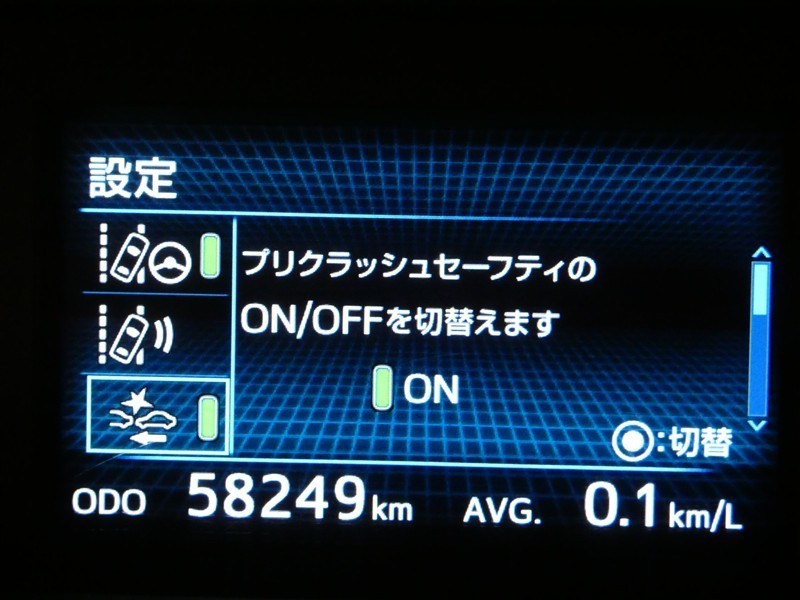 設定
プリクラッシュセーフティの
ON/OFFを切替えます
ON
:切替
ODO 58249km AVG. 0.1km/L